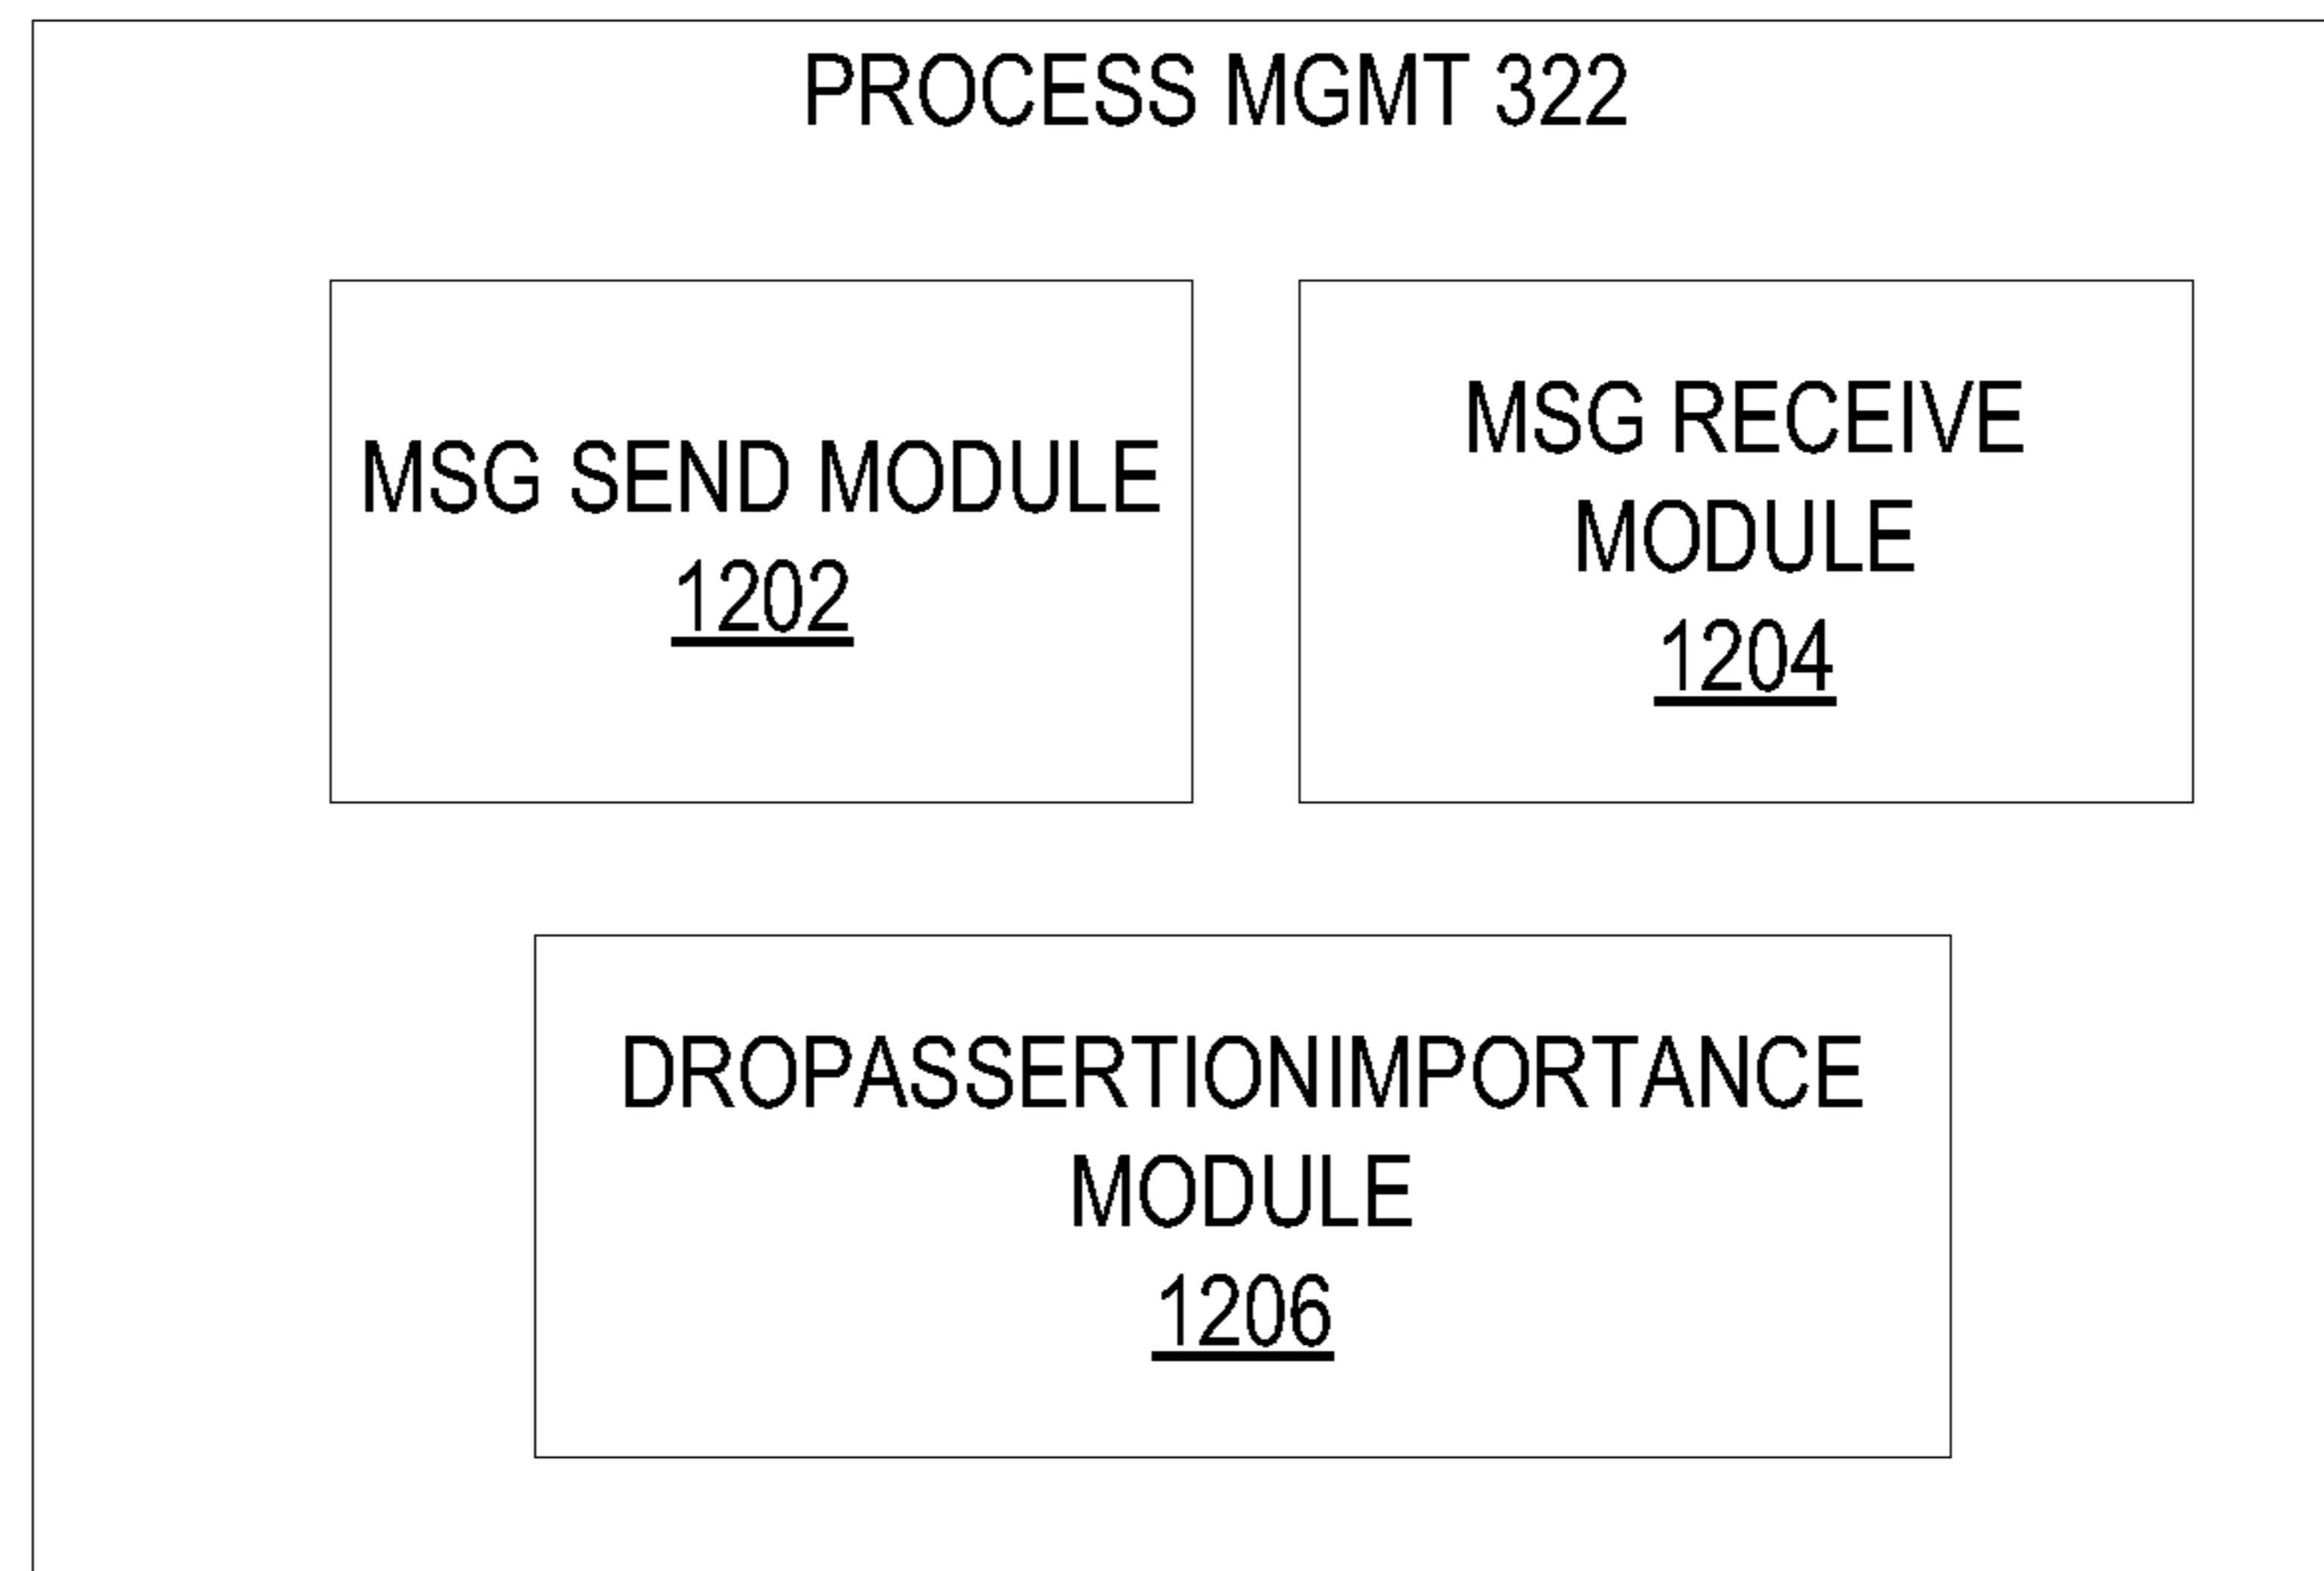 PROCESS MGMT 322
MSG SEND MODULE
1202
MSG RECEIVE
MODULE
1204
DROPASSERTIONIMPORTANCE
MODULE
1206